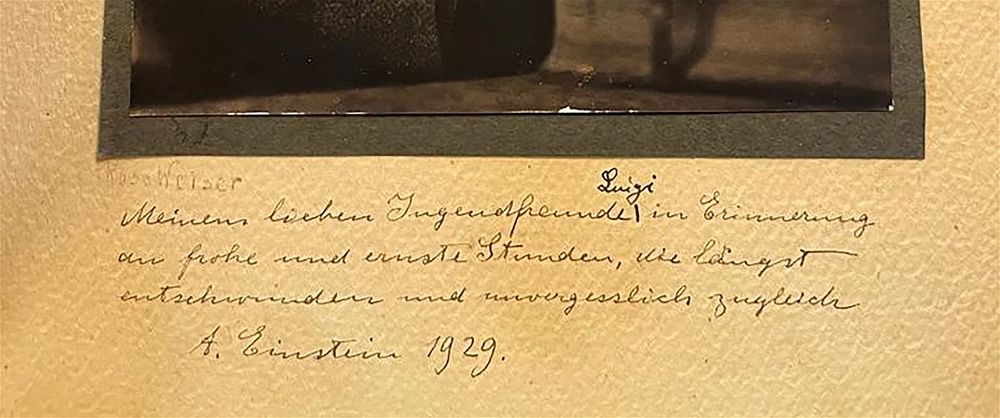 Weiser
Luigi
Meinem lieben Jugendfreunde in Erinnerung
an frohe und ernste Stunden, die längst
entschwunden und unvergesslich zugleich
A. Einstein 1929.